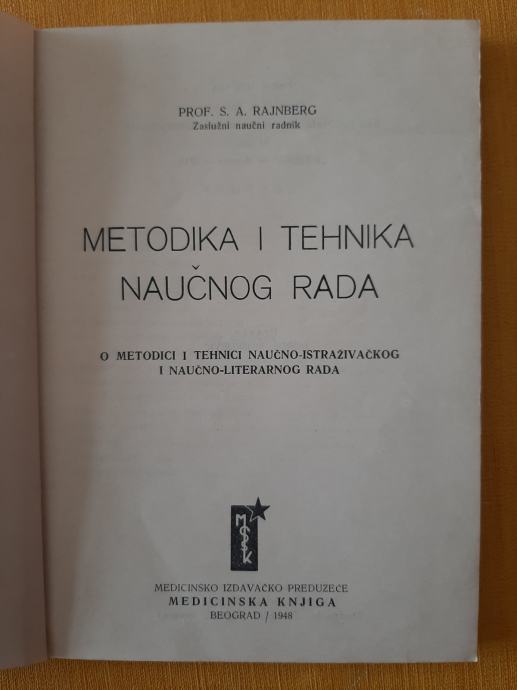 PROF. S. A. RAJNBERG
Zaslužni naučni radnik
METODIKA I TEHNIKA
NAUČNOG RADA
O METODICI I TEHNICI NAUČNO-ISTRAŽIVAČKOG
I NAUČNO-LITERARNOG RADA
M
S
K
MEDICINSKO IZDAVAČKO PREDUZEĆE
MEDICINSKA KNJIGA
BEOGRAD / 1948